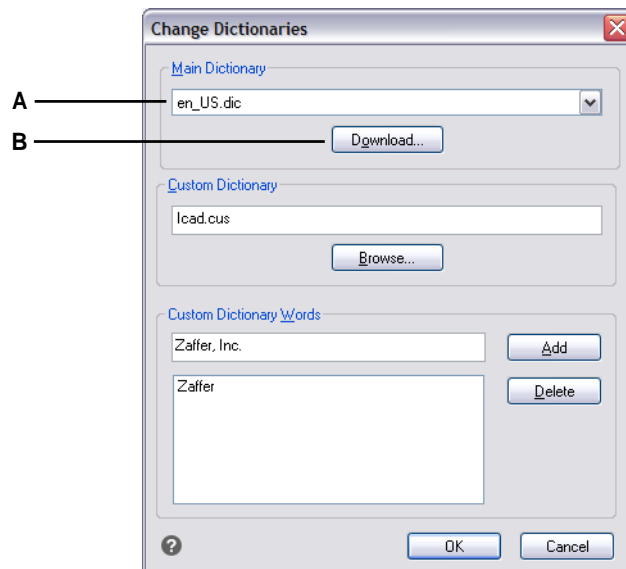 Change Dictionaries
Main Dictionary
A
en_US.dic
B
Download...
Custom Dictionary
Icad.cus
Browse...
Custom Dictionary Words
Zaffer, Inc.
Add
Zaffer
Delete
?
OK
Cancel